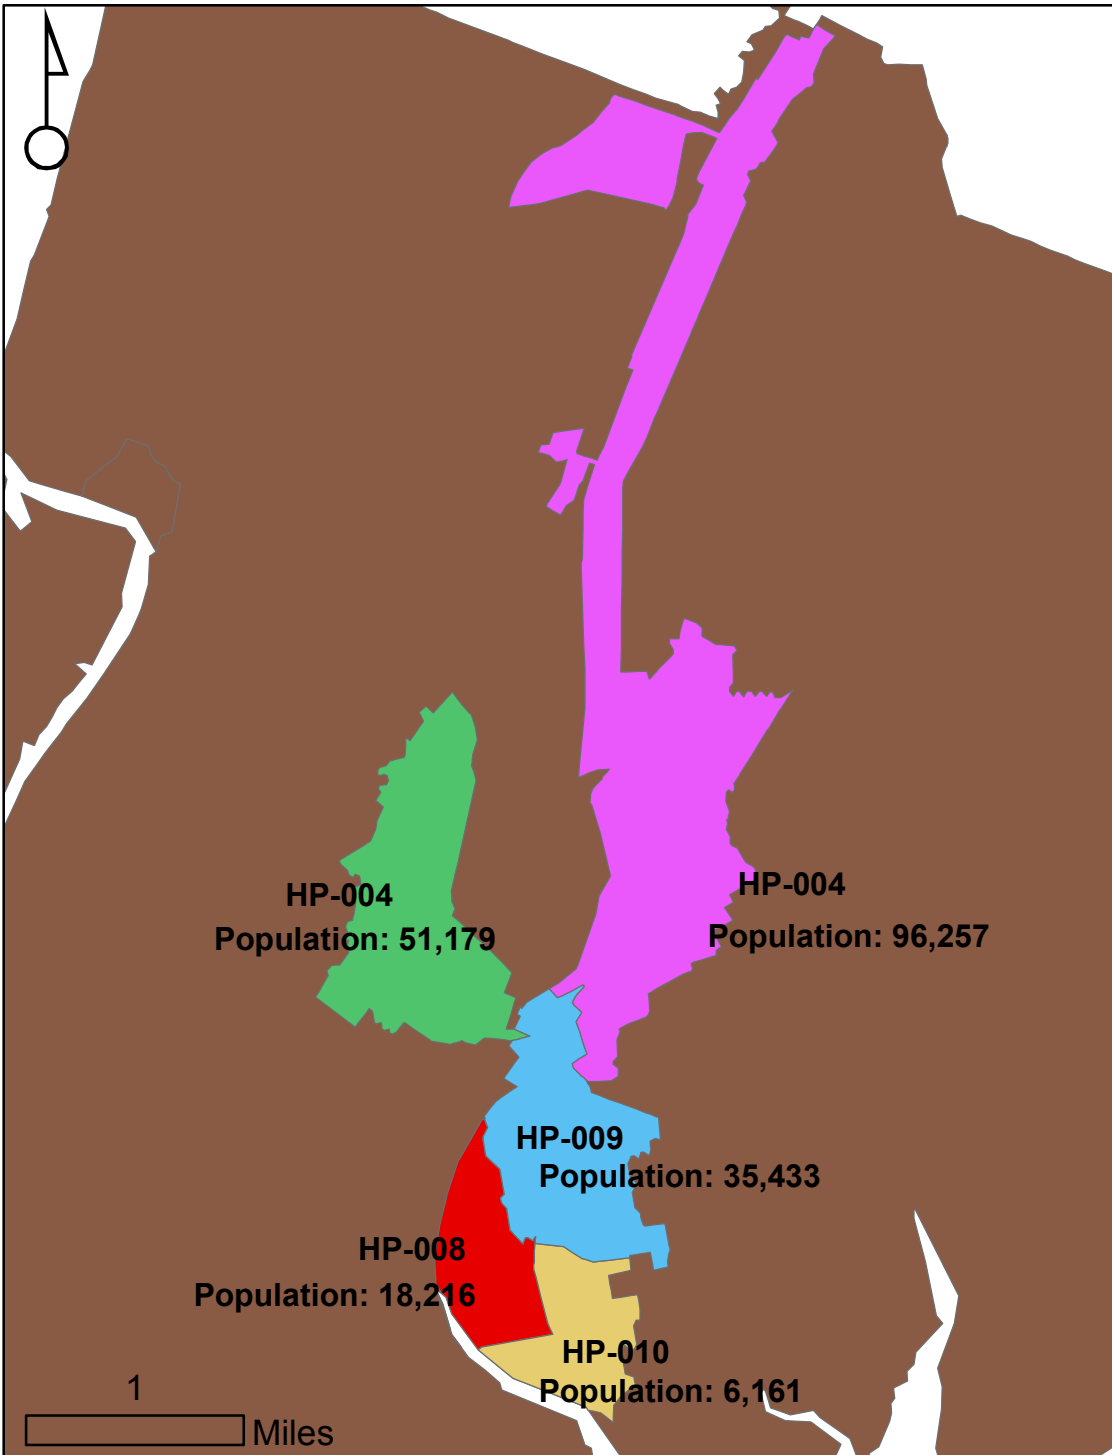 HP-004
Population: 51,179
HP-004
Population: 96,257
HP-009
Population: 35,433
HP-008
Population: 18,216
HP-010
Population: 6,161
1
Miles